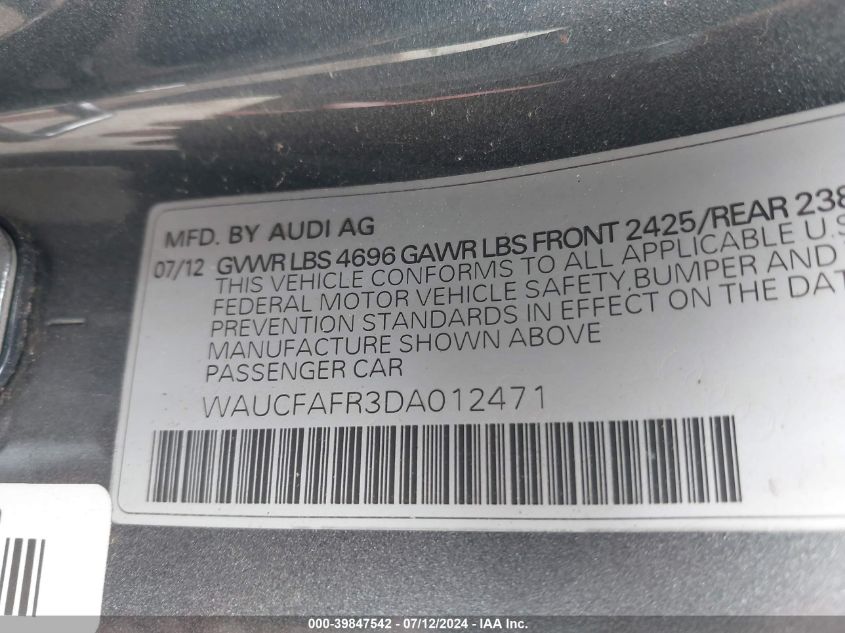 MFD. BY AUDI AG
07/12 GVWR LBS 4696 GAWR LBS FRONT 2425/REAR 238
THIS VEHICLE CONFORMS TO ALL APPLICABLE U.S
FEDERAL MOTOR VEHICLE SAFETY,BUMPER AND
PREVENTION STANDARDS IN EFFECT ON THE DAT
MANUFACTURE SHOWN ABOVE
PASSENGER CAR
WAUCFAFR3DA012471
000-39847542 - 07/12/2024 - IAAI.com